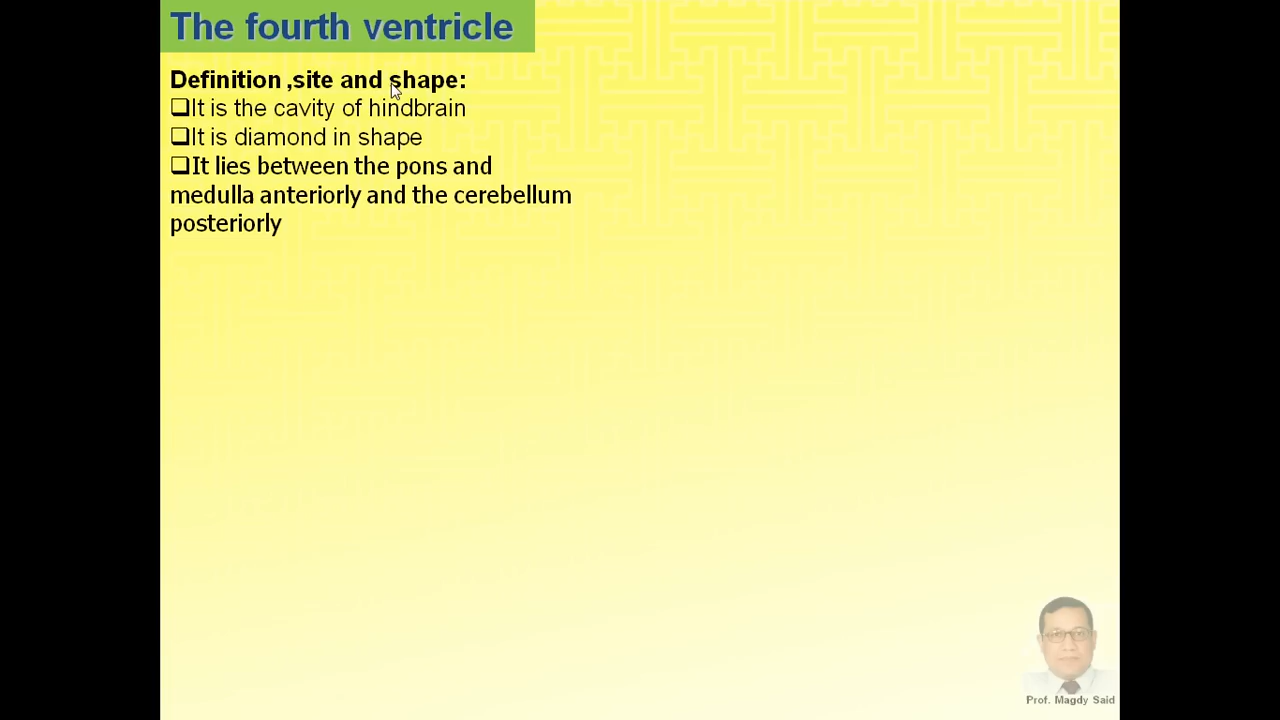 The fourth ventricle
Definition ,site and shape:
❑It is the cavity of hindbrain
❑It is diamond in shape
❑It lies between the pons and
medulla anteriorly and the cerebellum
posteriorly
Prof. Magdy Said